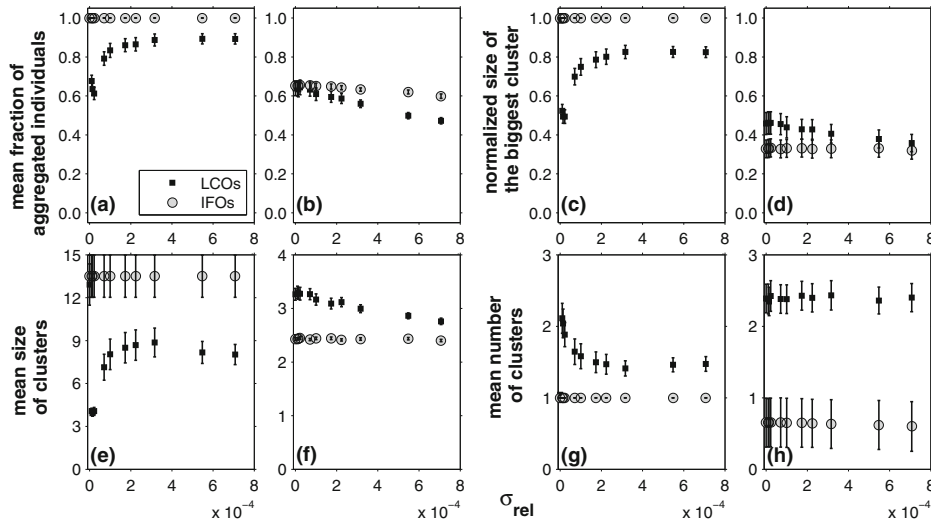 mean fraction of
aggregated individuals
1.0
0.8
0.6
0.4
0.2
0.0
(a)
LCOs
IFOs
0 2 4 6 8
1.0
0.8
0.6
0.4
0.2
0.0
(b)
0 2 4 6 8
normalized size of
the biggest cluster
1.0
0.8
0.6
0.4
0.2
0.0
(c)
0 2 4 6 8
1.0
0.8
0.6
0.4
0.2
0.0
(d)
0 2 4 6 8
mean size
of clusters
15
12
9
6
3
0
(e)
0 2 4 6 8
x 10⁻⁴
4
3
2
1
0
(f)
0 2 4 6 8
x 10⁻⁴
mean number
of clusters
3
2
1
0
(g)
0 2 4 6 8
x 10⁻⁴
3
2
1
0
(h)
0 2 4 6 8
x 10⁻⁴
σrel